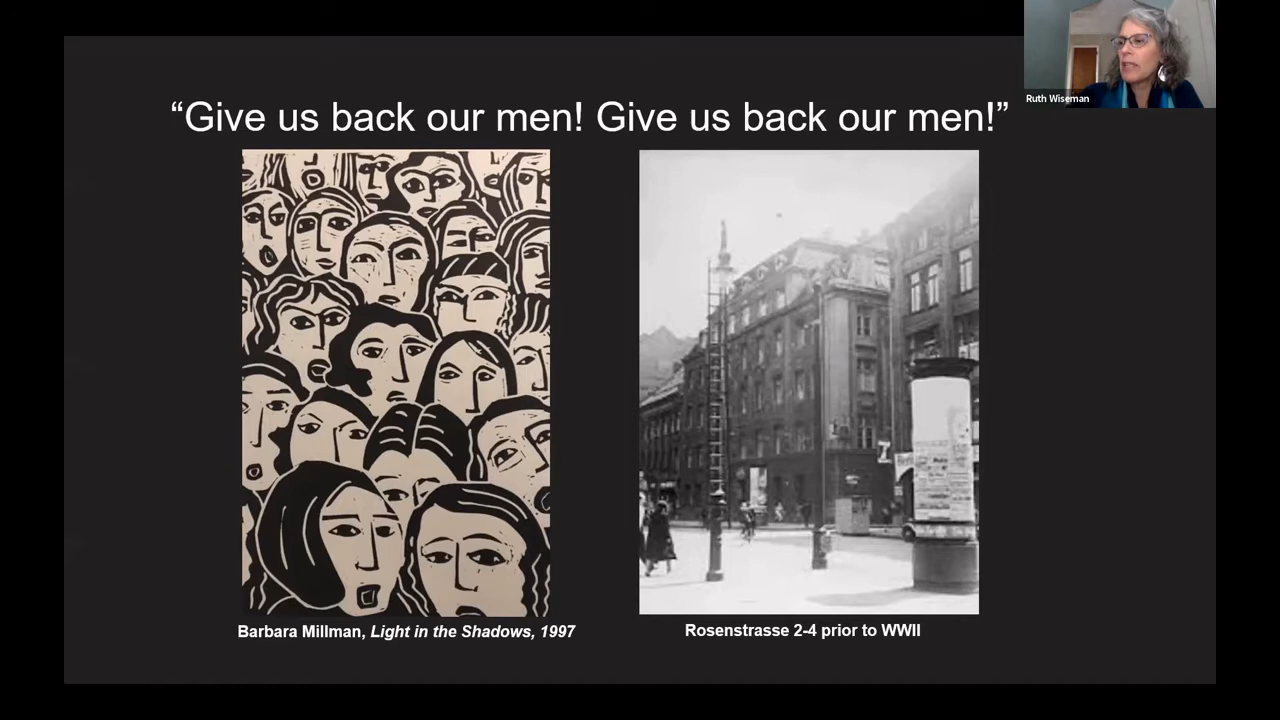 “Give us back our men! Give us back our men!”
Ruth Wiseman
Barbara Millman, Light in the Shadows, 1997
Rosenstrasse 2-4 prior to WWII